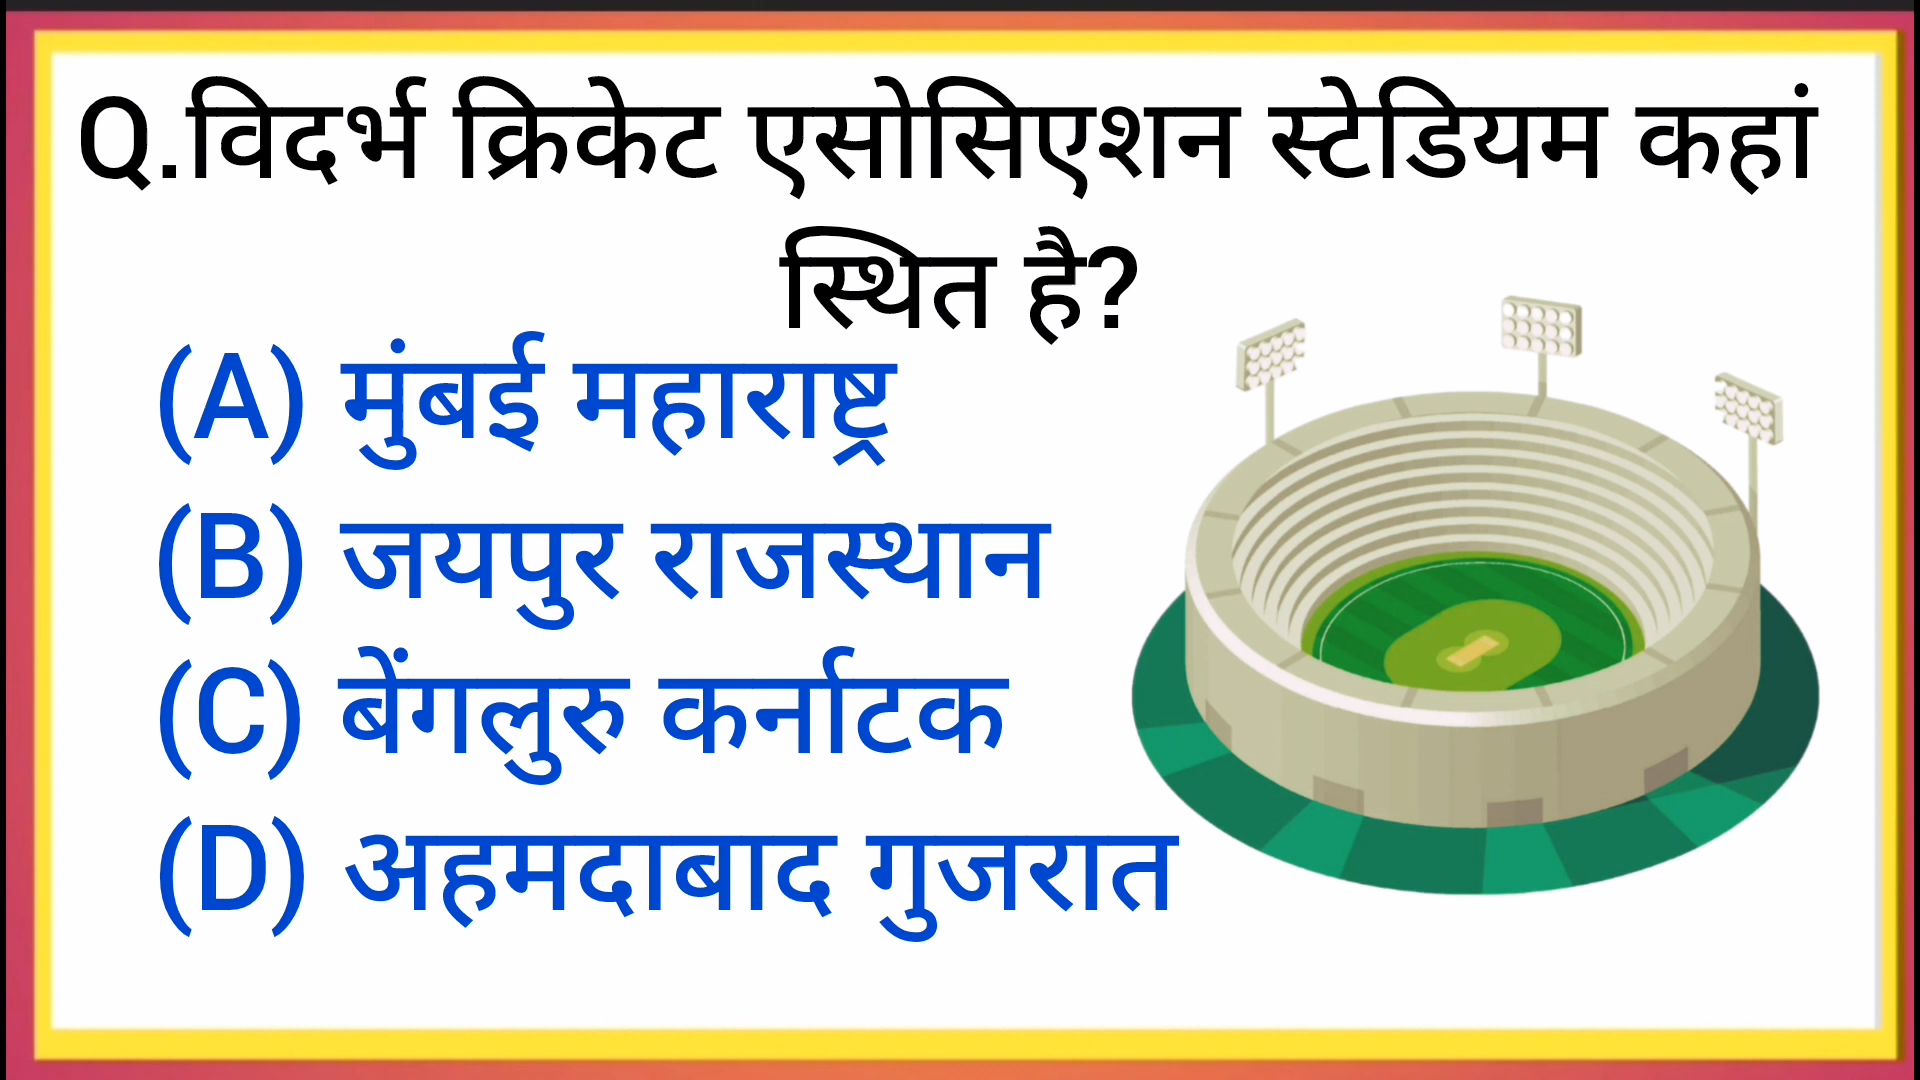 Q.विदर्भ क्रिकेट एसोसिएशन स्टेडियम कहां
स्थित है?
(A) मुंबई महाराष्ट्र
(B) जयपुर राजस्थान
(C) बेंगलुरु कर्नाटक
(D) अहमदाबाद गुजरात